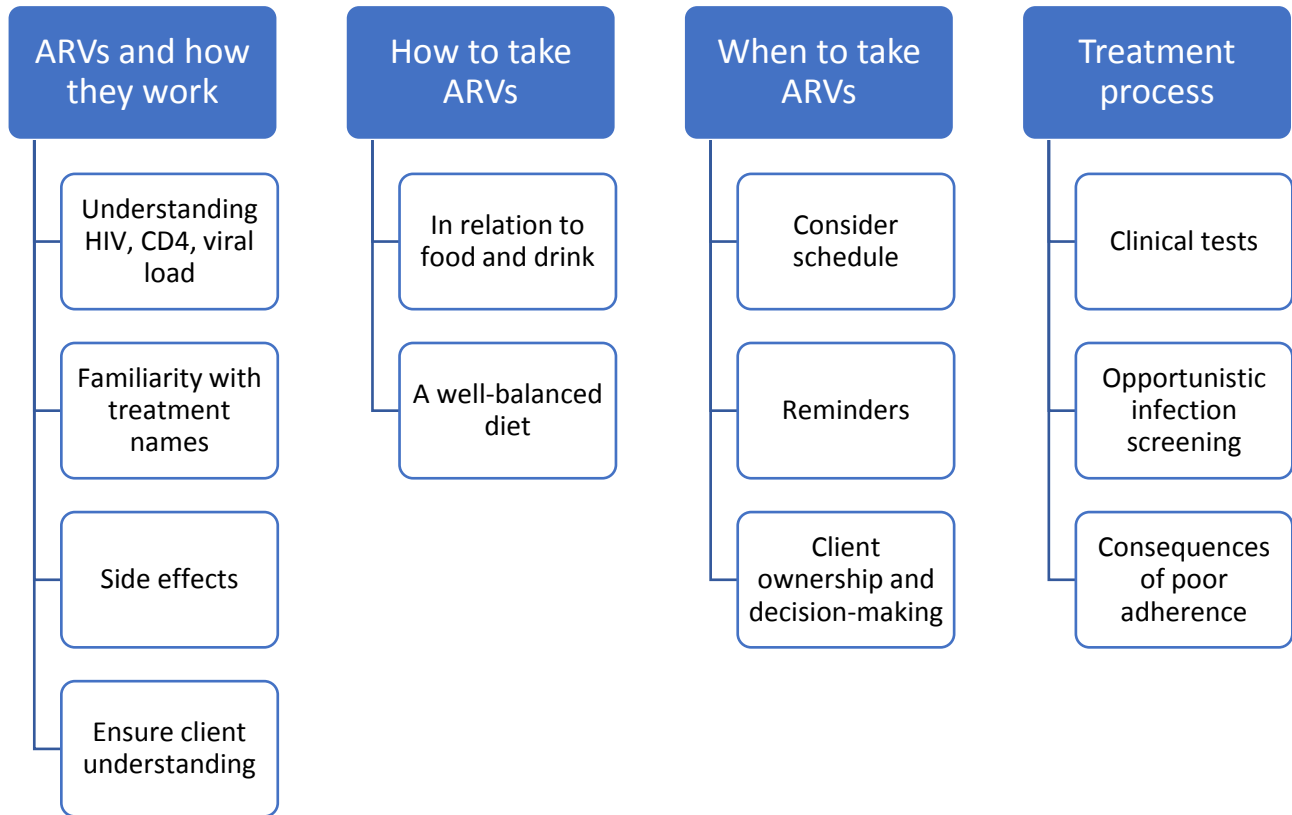 ARVs and how
they work
Understanding
HIV, CD4, viral
load
Familiarity with
treatment
names
Side effects
Ensure client
understanding
How to take
ARVs
In relation to
food and drink
A well-balanced
diet
When to take
ARVs
Consider
schedule
Reminders
Client
ownership and
decision-making
Treatment
process
Clinical tests
Opportunistic
infection
screening
Consequences
of poor
adherence